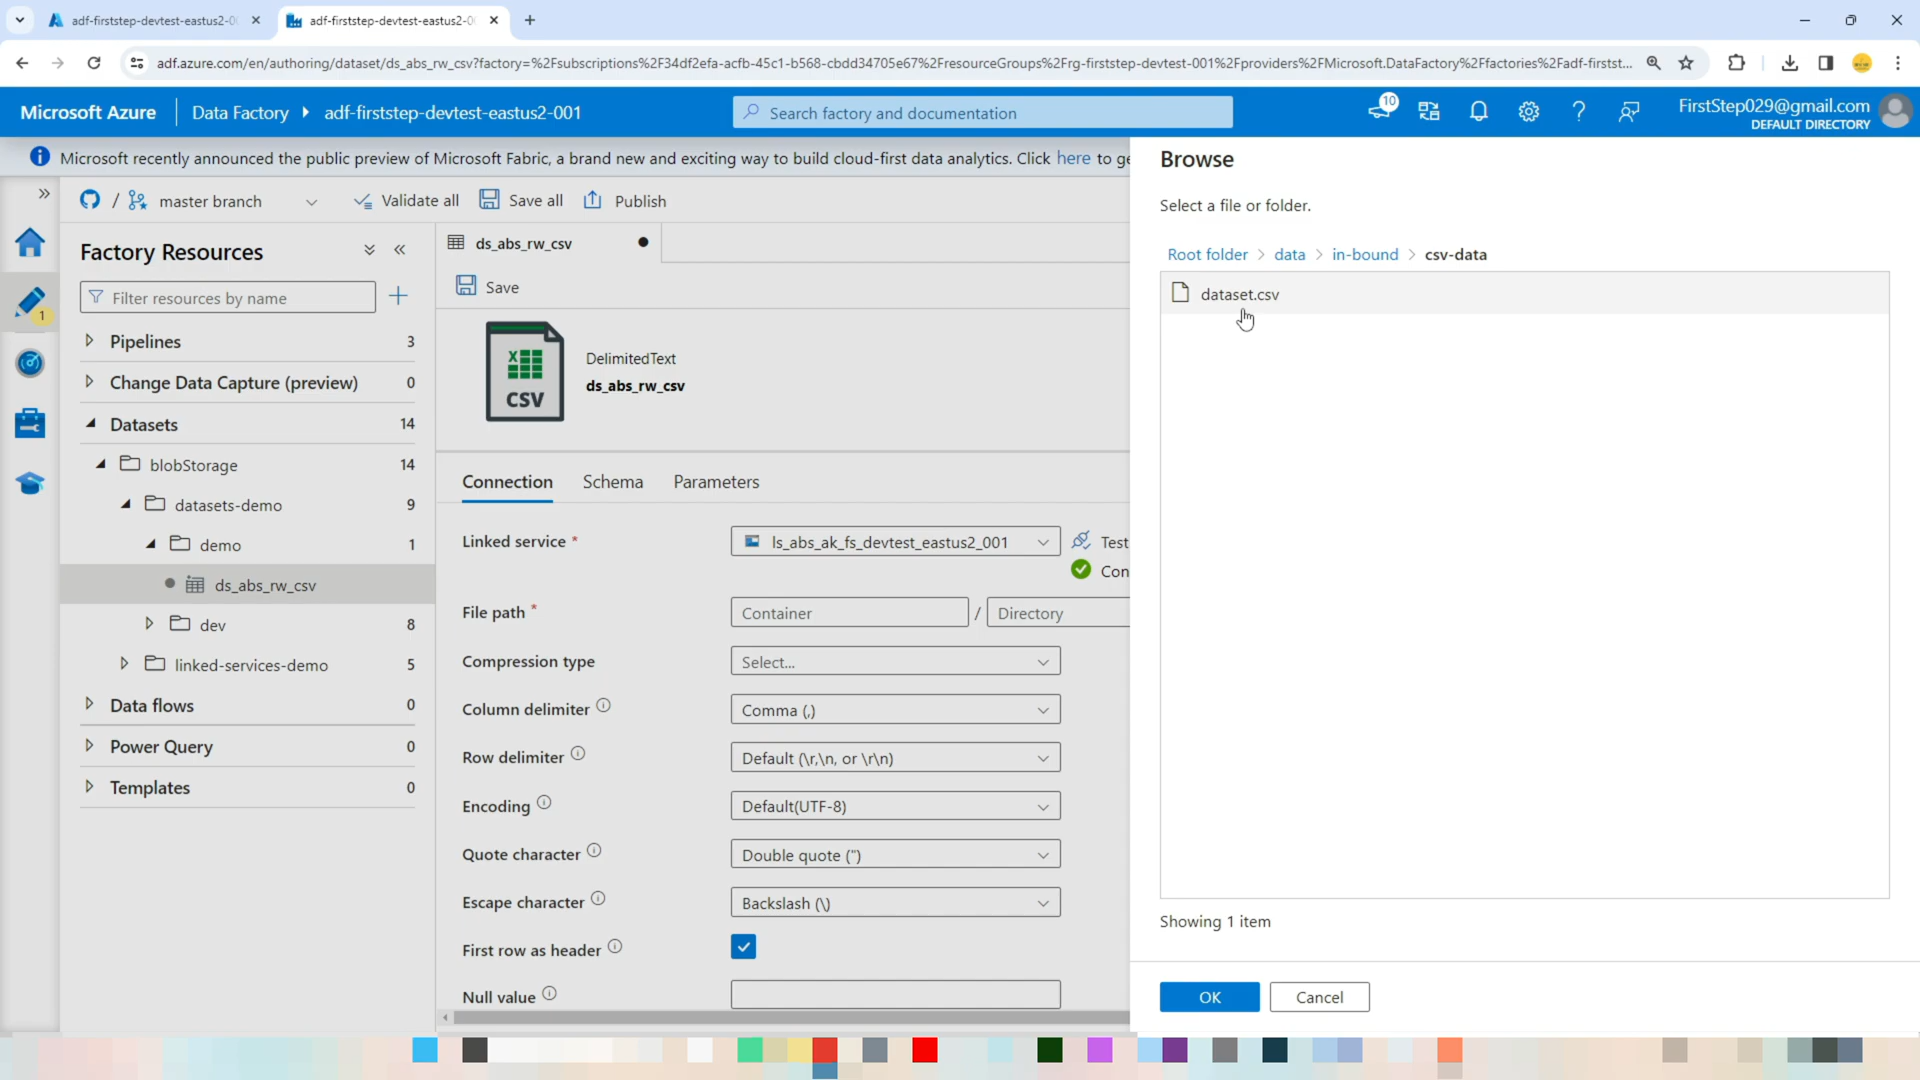 adf-firststep-devtest-eastus2-0
adf-firststep-devtest-eastus2-0
adf.azure.com/en/authoring/dataset/ds_abs_rw_csv?factory=%2Fsubscriptions%2F34df2efa-acfb-45c1-b568-cbdd34705e67%2FresourceGroups%2Frg-firststep-devtest-001%2Fproviders%2FMicrosoft.DataFactory%2Ffactories%2Fadf-firstst...
Microsoft Azure
Data Factory
adf-firststep-devtest-eastus2-001
Search factory and documentation
10
FirstStep029@gmail.com
DEFAULT DIRECTORY
Microsoft recently announced the public preview of Microsoft Fabric, a brand new and exciting way to build cloud-first data analytics. Click here to ge
/ master branch
Validate all
Save all
Publish
1
Factory Resources
Filter resources by name
Pipelines 3
Change Data Capture (preview) 0
Datasets 14
blobStorage 14
datasets-demo 9
demo 1
ds_abs_rw_csv
dev 8
linked-services-demo 5
Data flows 0
Power Query 0
Templates 0
ds_abs_rw_csv
Save
CSV
DelimitedText
ds_abs_rw_csv
Connection
Schema
Parameters
Linked service *
ls_abs_ak_fs_devtest_eastus2_001
Test
Con
File path *
Container / Directory
Compression type
Select...
Column delimiter
Comma (,)
Row delimiter
Default (\r,\n, or \r\n)
Encoding
Default(UTF-8)
Quote character
Double quote (")
Escape character
Backslash (\)
First row as header
Null value
Browse
Select a file or folder.
Root folder > data > in-bound > csv-data
dataset.csv
Showing 1 item
OK
Cancel